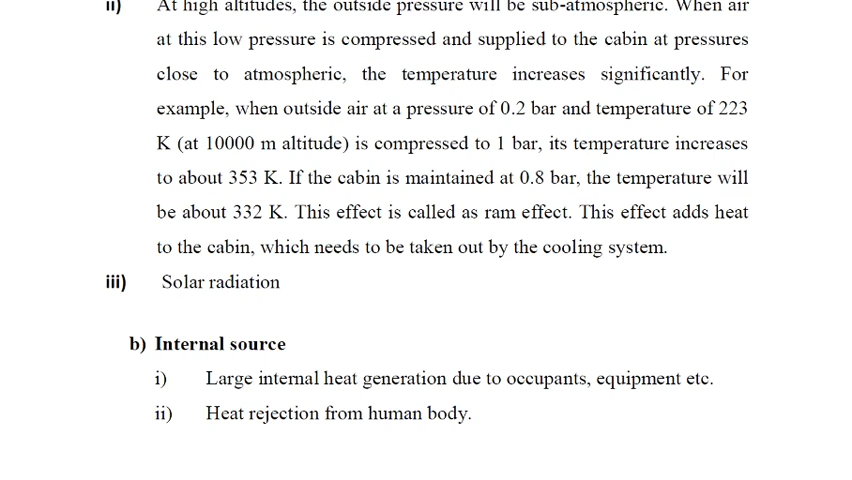 ii) At high altitudes, the outside pressure will be sub-atmospheric. When air
at this low pressure is compressed and supplied to the cabin at pressures
close to atmospheric, the temperature increases significantly. For
example, when outside air at a pressure of 0.2 bar and temperature of 223
K (at 10000 m altitude) is compressed to 1 bar, its temperature increases
to about 353 K. If the cabin is maintained at 0.8 bar, the temperature will
be about 332 K. This effect is called as ram effect. This effect adds heat
to the cabin, which needs to be taken out by the cooling system.
iii) Solar radiation
b) Internal source
i) Large internal heat generation due to occupants, equipment etc.
ii) Heat rejection from human body.